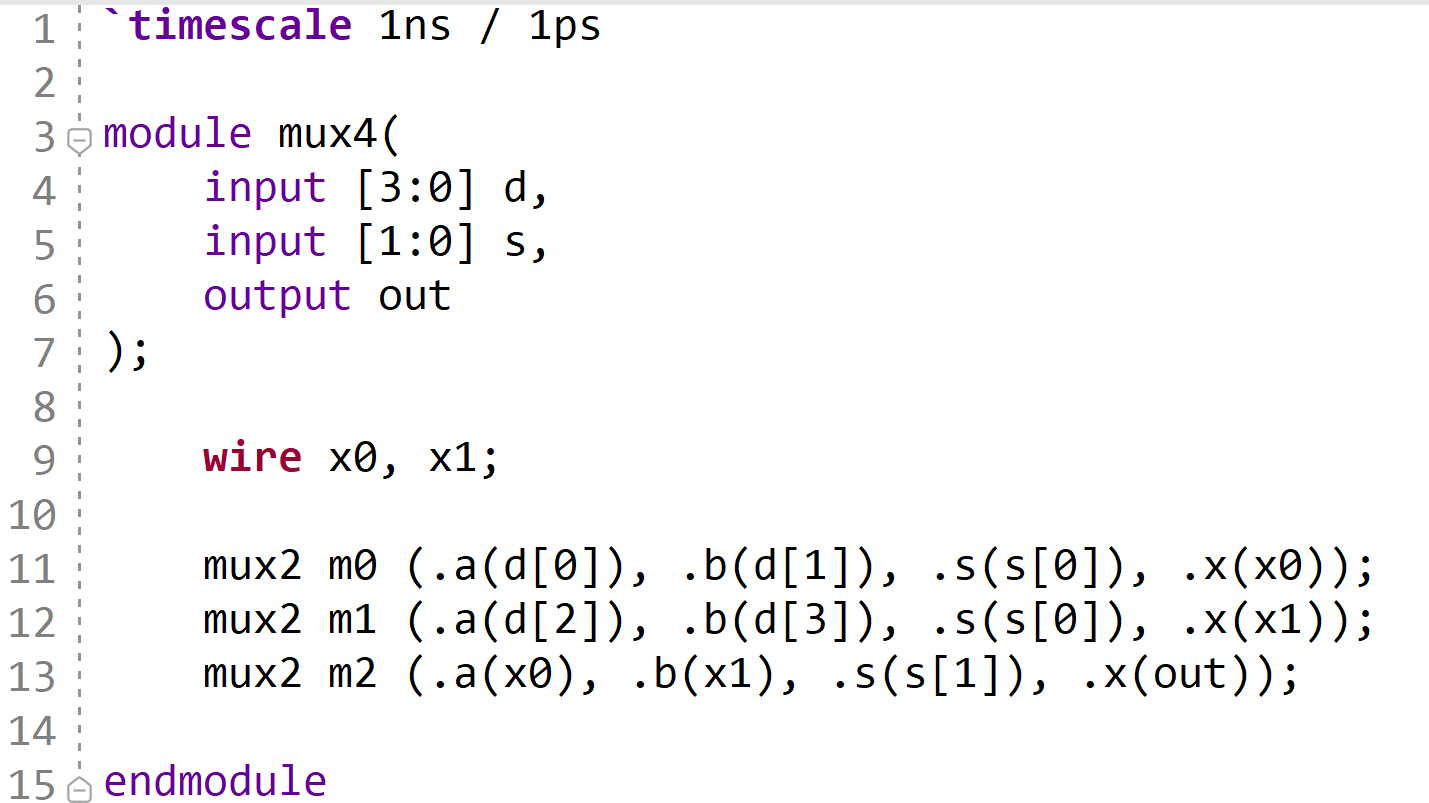 1 `timescale 1ns / 1ps
2
3 module mux4(
4     input [3:0] d,
5     input [1:0] s,
6     output out
7 );
8
9     wire x0, x1;
10
11     mux2 m0 (.a(d[0]), .b(d[1]), .s(s[0]), .x(x0));
12     mux2 m1 (.a(d[2]), .b(d[3]), .s(s[0]), .x(x1));
13     mux2 m2 (.a(x0), .b(x1), .s(s[1]), .x(out));
14
15 endmodule